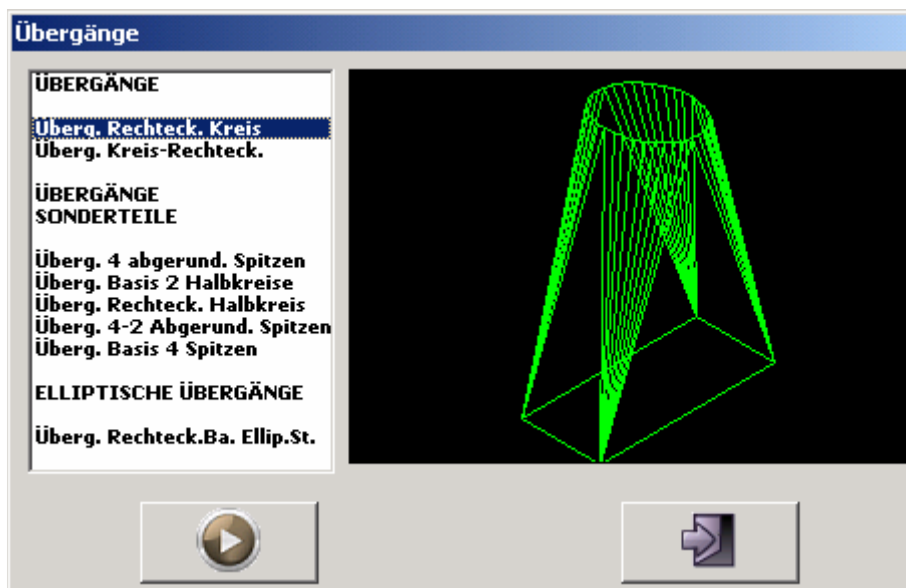 Übergänge
ÜBERGÄNGE
Überg. Rechteck. Kreis
Überg. Kreis-Rechteck.
ÜBERGÄNGE
SONDERTEILE
Überg. 4 abgerund. Spitzen
Überg. Basis 2 Halbkreise
Überg. Rechteck. Halbkreis
Überg. 4-2 Abgerund. Spitzen
Überg. Basis 4 Spitzen
ELLIPTISCHE ÜBERGÄNGE
Überg. Rechteck.Ba. Ellip.St.